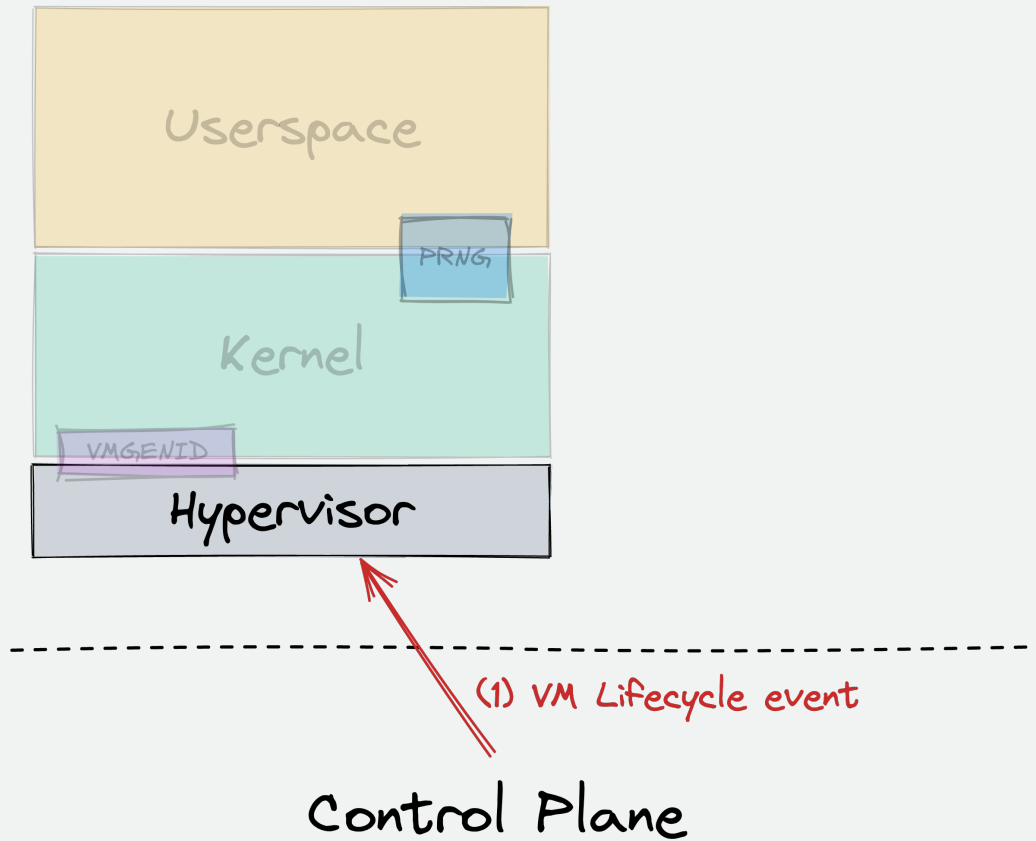 Userspace
PRNG
Kernel
VMGENID
Hypervisor
(1) VM Lifecycle event
Control Plane